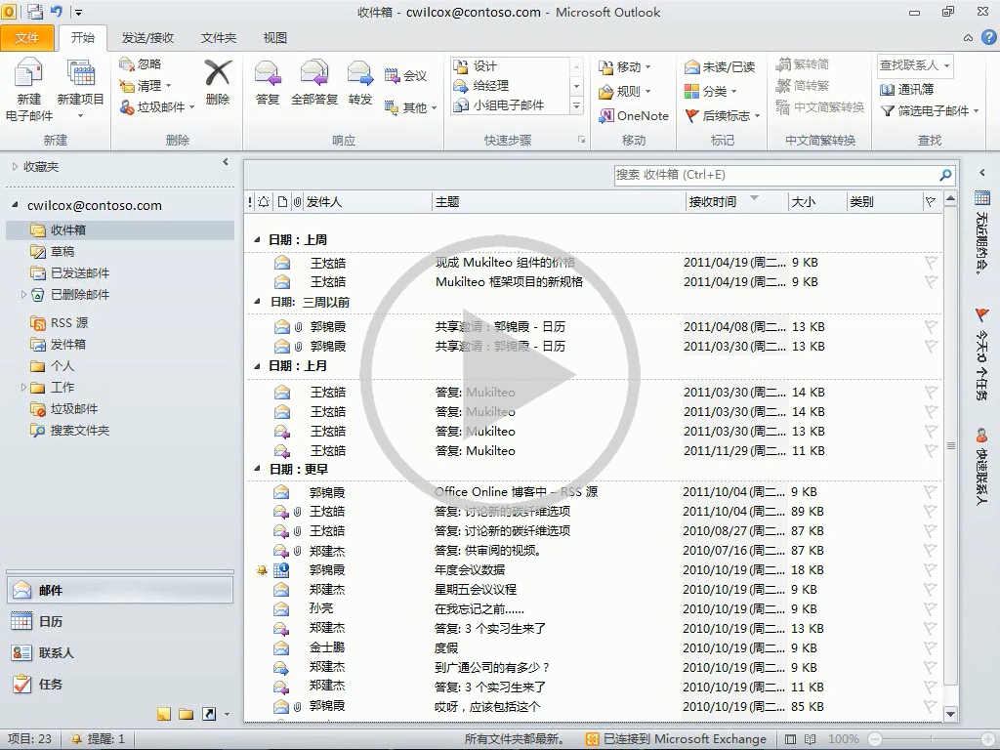 收件箱 - cwilcox@contoso.com - Microsoft Outlook
文件 开始 发送/接收 文件夹 视图
新建
电子邮件
新建项目
新建
忽略
清理
垃圾邮件
删除
删除
答复
全部答复
转发
会议
其他
响应
设计
给经理
小组电子邮件
快速步骤
移动
规则
OneNote
移动
未读/已读
分类
后续标志
标记
繁转简
简转繁
中文简繁转换
中文简繁转换
查找联系人
通讯簿
筛选电子邮件
查找
收藏夹
cwilcox@contoso.com
收件箱
草稿
已发送邮件
已删除邮件
RSS 源
发件箱
个人
工作
垃圾邮件
搜索文件夹
邮件
日历
联系人
任务
搜索 收件箱 (Ctrl+E)
发件人 主题 接收时间 大小 类别
日期：上周
王炫皓 现成 Mukilteo 组件的价格 2011/04/19 (周二... 9 KB
王炫皓 Mukilteo 框架项目的新规格 2011/04/19 (周二... 9 KB
日期: 三周以前
郭锦霞 共享邀请：郭锦霞 - 日历 2011/04/08 (周二... 13 KB
郭锦霞 共享邀请：郭锦霞 - 日历 2011/03/30 (周二... 13 KB
日期：上月
王炫皓 答复: Mukilteo 2011/03/30 (周二... 14 KB
王炫皓 答复: Mukilteo 2011/03/30 (周二... 14 KB
王炫皓 答复: Mukilteo 2011/03/30 (周二... 13 KB
王炫皓 答复: Mukilteo 2011/11/29 (周二... 11 KB
日期：更早
郭锦霞 Office Online 博客中 – RSS 源 2011/10/04 (周二... 9 KB
王炫皓 答复: 讨论新的碳纤维选项 2011/10/04 (周二... 89 KB
王炫皓 答复: 讨论新的碳纤维选项 2010/08/27 (周二... 87 KB
郑建杰 答复: 供审阅的视频。 2010/07/16 (周二... 87 KB
郭锦霞 年度会议数据 2010/10/19 (周二... 18 KB
郑建杰 星期五会议议程 2010/10/19 (周二... 9 KB
孙亮 在我忘记之前...... 2010/10/19 (周二... 9 KB
郑建杰 答复: 3 个实习生来了 2010/10/19 (周二... 13 KB
金士鹏 度假 2010/10/19 (周二... 9 KB
郑建杰 到广通公司的有多少？ 2010/10/19 (周二... 9 KB
郑建杰 答复: 3 个实习生来了 2010/10/19 (周二... 11 KB
郭锦霞 哎呀，应该包括这个 2010/10/19 (周二... 85 KB
无近期约会。
今天:0 个任务
快速联系人
项目: 23 提醒: 1 所有文件夹都最新。 已连接到 Microsoft Exchange 100%